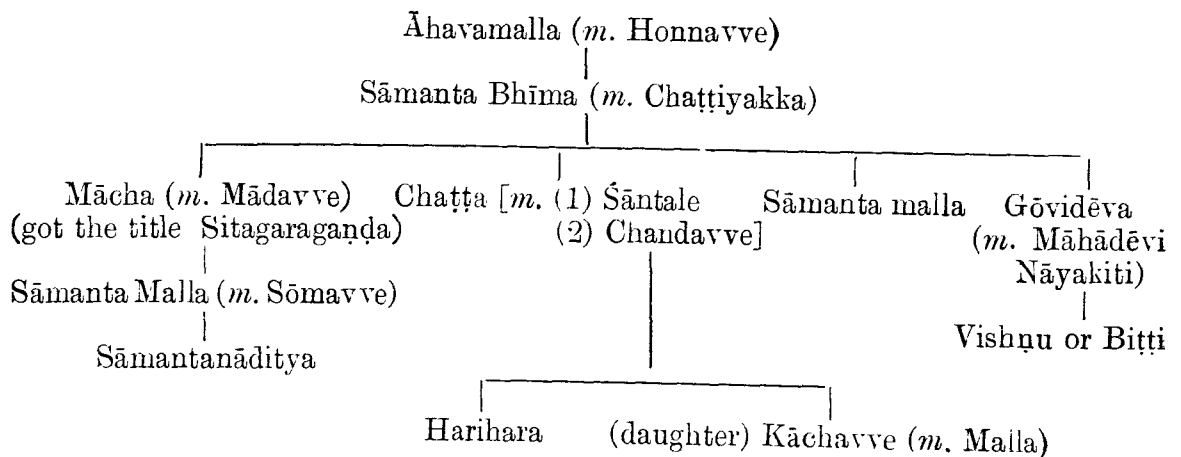 Āhavamalla (m. Honnavve)
Sāmanta Bhīma (m. Chaṭṭiyakka)
Mācha (m. Mādavve) Chaṭṭa [m. (1) Śāntale Sāmanta malla Gōvidēva
(got the title Sitagaragaṇḍa) (2) Chandavve] (m. Māhādēvi
Nāyakiti)
Sāmanta Malla (m. Sōmavve)
Vishṇu or Biṭṭi
Sāmantanāditya
Harihara (daughter) Kāchavve (m. Malla)